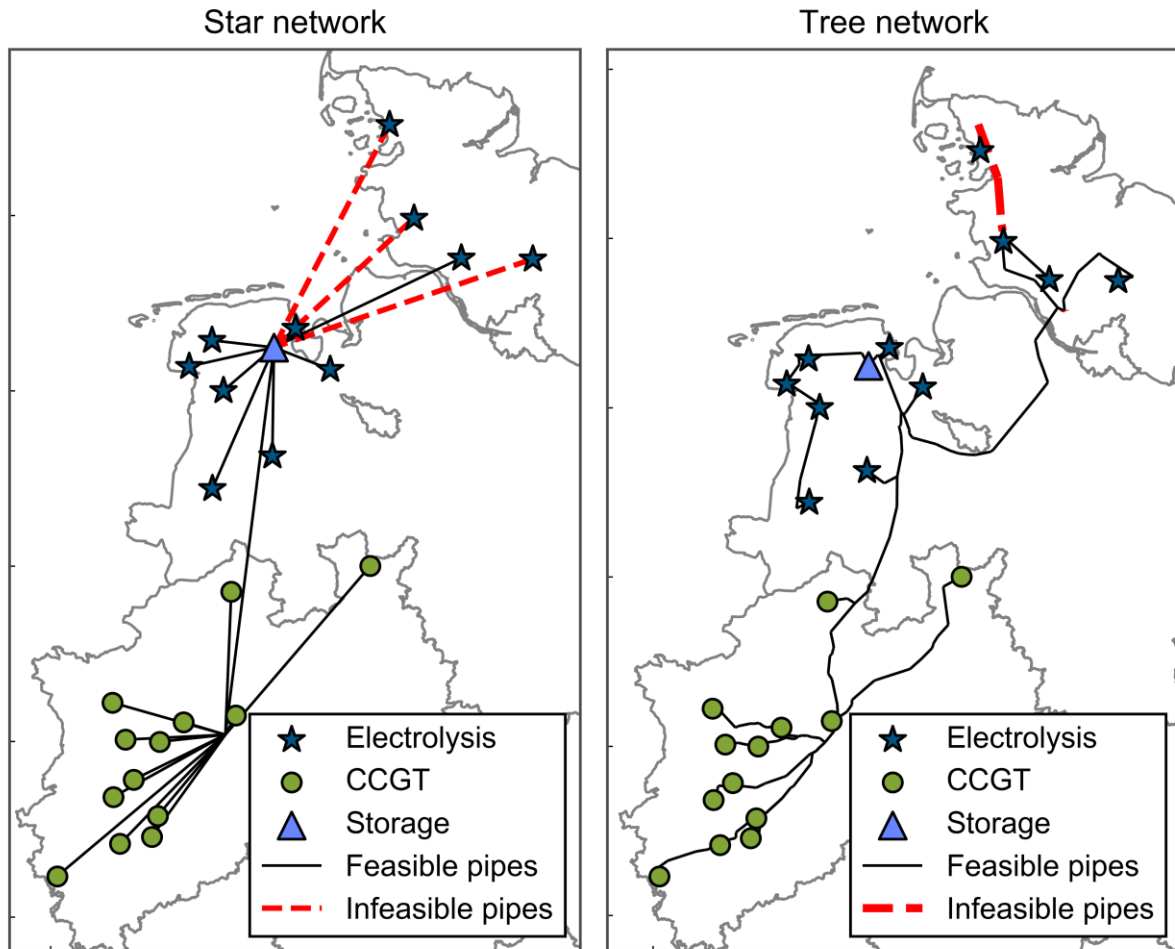 Star network
Tree network
Electrolysis
CCGT
Storage
Feasible pipes
Infeasible pipes
Electrolysis
CCGT
Storage
Feasible pipes
Infeasible pipes